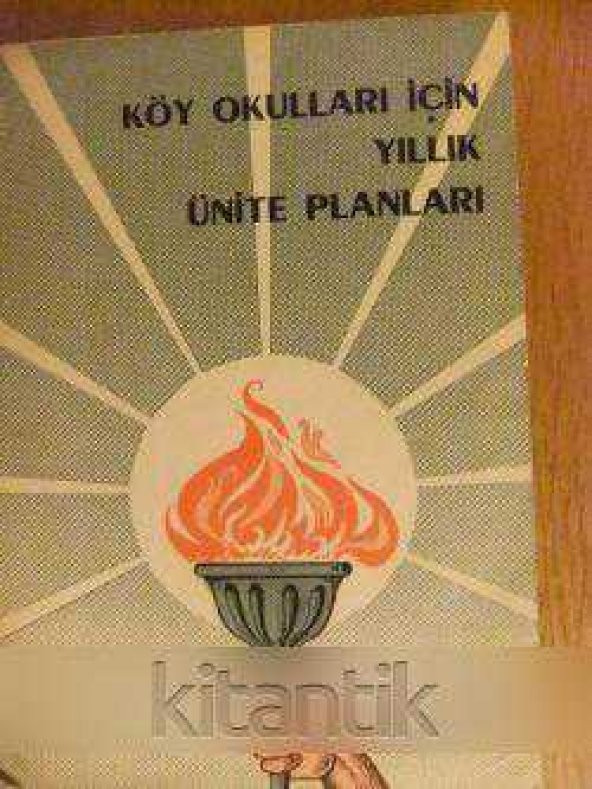 KÖY OKULLARI İÇİN
YILLIK
ÜNİTE PLANLARI
kitantik